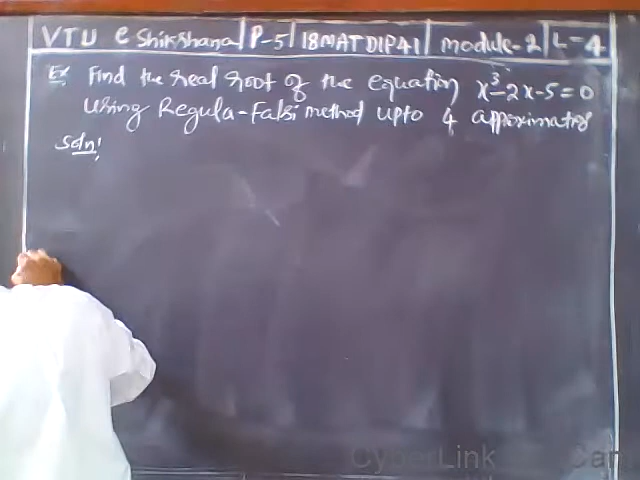 VTU e Shikshana | P-5 | 18MATDIP41 | module-2 | L-4
Ex: Find the real root of the equation x³-2x-5=0
Using Regula-Falsi method upto 4 approximatios
Soln:
CyberLink